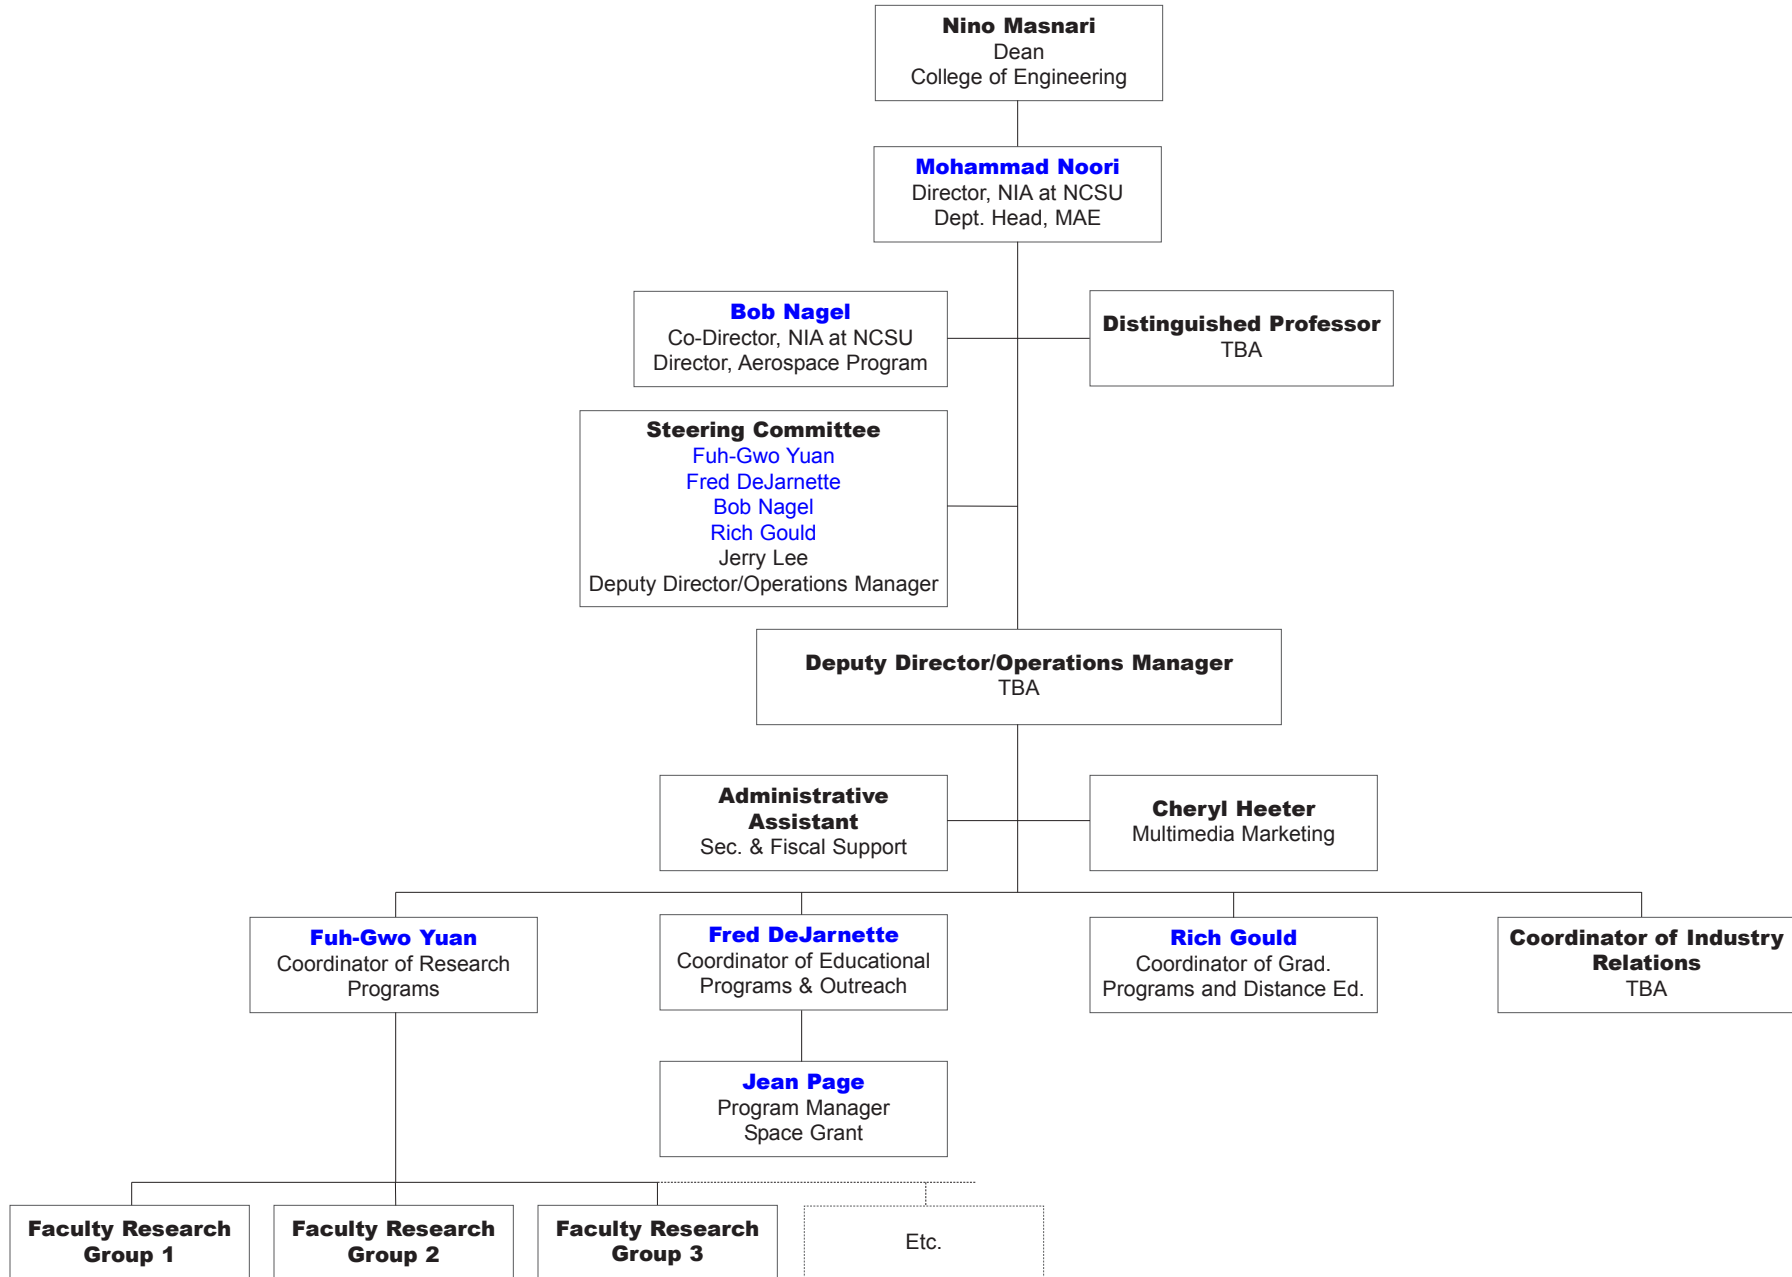 Nino Masnari
Dean
College of Engineering
Mohammad Noori
Director, NIA at NCSU
Dept. Head, MAE
Bob Nagel
Co-Director, NIA at NCSU
Director, Aerospace Program
Distinguished Professor
TBA
Steering Committee
Fuh-Gwo Yuan
Fred DeJarnette
Bob Nagel
Rich Gould
Jerry Lee
Deputy Director/Operations Manager
Deputy Director/Operations Manager
TBA
Administrative
Assistant
Sec. & Fiscal Support
Cheryl Heeter
Multimedia Marketing
Fuh-Gwo Yuan
Coordinator of Research
Programs
Fred DeJarnette
Coordinator of Educational
Programs & Outreach
Rich Gould
Coordinator of Grad.
Programs and Distance Ed.
Coordinator of Industry
Relations
TBA
Jean Page
Program Manager
Space Grant
Faculty Research
Group 1
Faculty Research
Group 2
Faculty Research
Group 3
Etc.